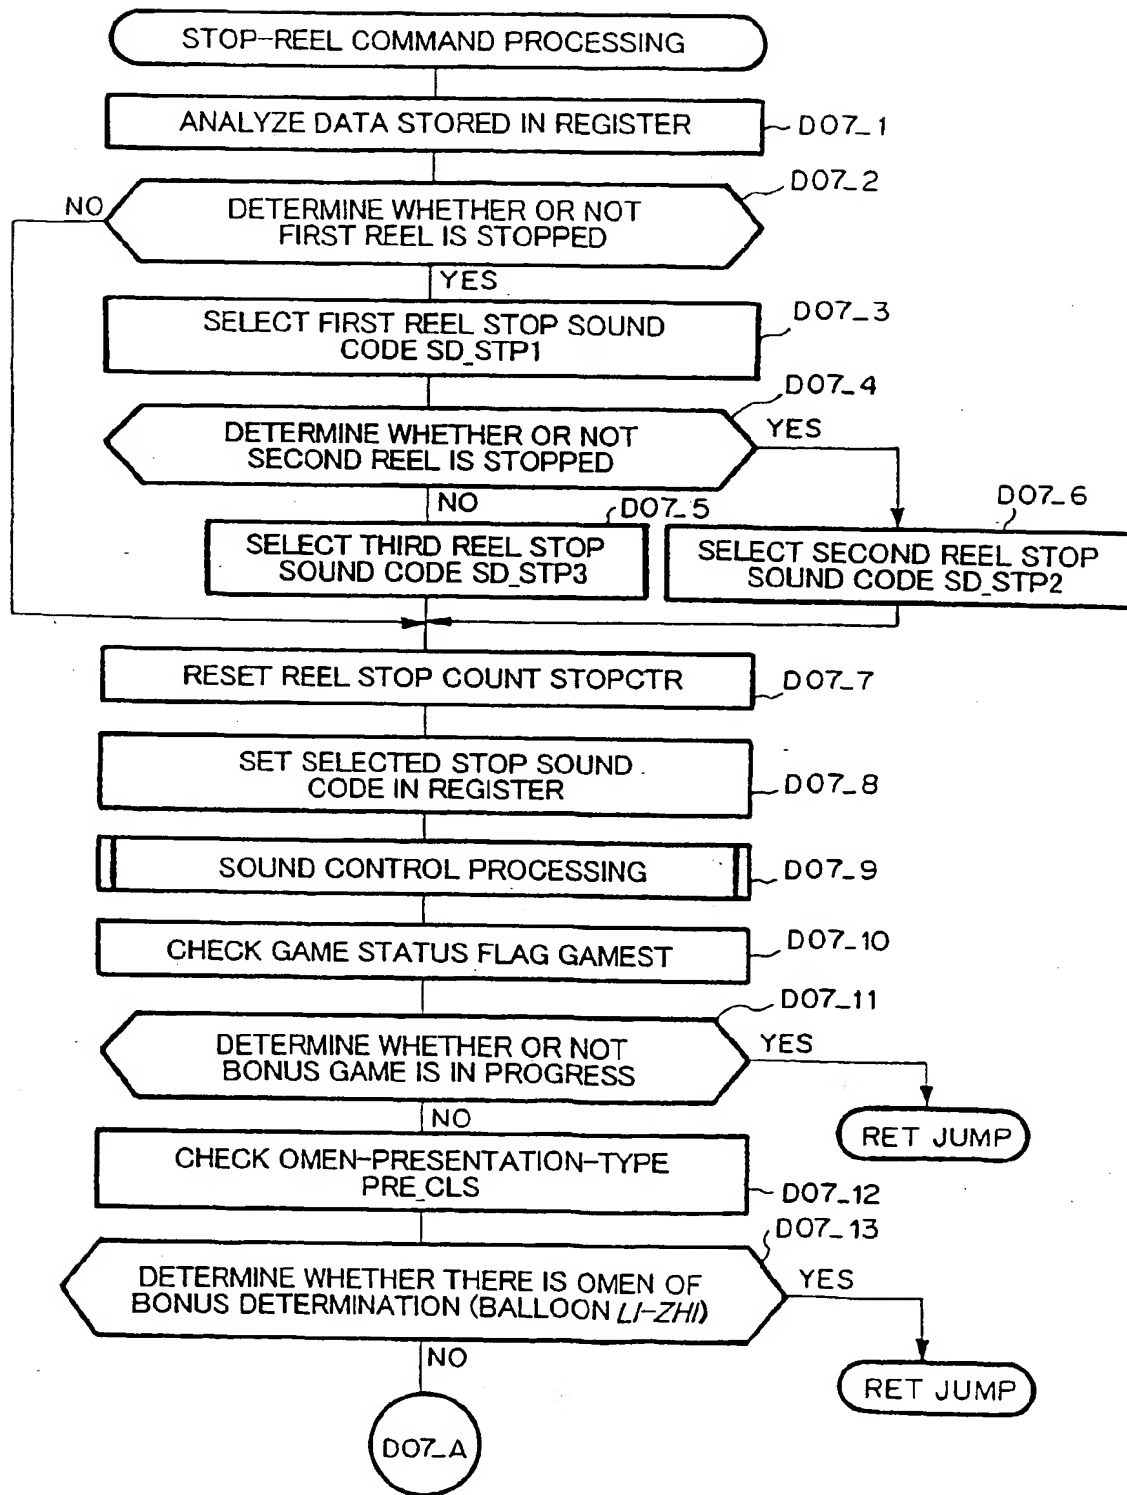 STOP-REEL COMMAND PROCESSING
ANALYZE DATA STORED IN REGISTER
D07_1
D07_2
NO
DETERMINE WHETHER OR NOT
FIRST REEL IS STOPPED
YES
D07_3
SELECT FIRST REEL STOP SOUND
CODE SD_STP1
D07_4
DETERMINE WHETHER OR NOT
SECOND REEL IS STOPPED
YES
NO
D07_5
D07_6
SELECT THIRD REEL STOP
SOUND CODE SD_STP3
SELECT SECOND REEL STOP
SOUND CODE SD_STP2
RESET REEL STOP COUNT STOPCTR
D07_7
SET SELECTED STOP SOUND
CODE IN REGISTER
D07_8
SOUND CONTROL PROCESSING
D07_9
CHECK GAME STATUS FLAG GAMEST
D07_10
D07_11
DETERMINE WHETHER OR NOT
BONUS GAME IS IN PROGRESS
YES
NO
RET JUMP
CHECK OMEN-PRESENTATION-TYPE
PRE_CLS
D07_12
D07_13
DETERMINE WHETHER THERE IS OMEN OF
BONUS DETERMINATION (BALLOON LI-ZHI)
YES
NO
RET JUMP
D07_A